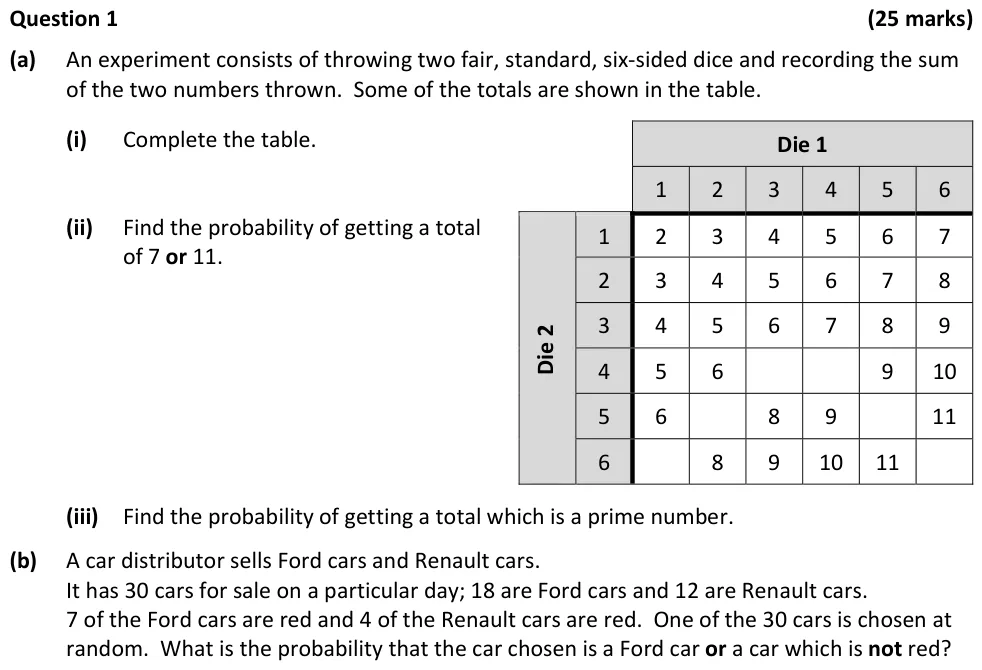 Question 1 (25 marks)
(a) An experiment consists of throwing two fair, standard, six-sided dice and recording the sum
of the two numbers thrown. Some of the totals are shown in the table.
(i) Complete the table.
(ii) Find the probability of getting a total
of 7 or 11.
Die 1
1 2 3 4 5 6
Die 2
1 2 3 4 5 6 7
2 3 4 5 6 7 8
3 4 5 6 7 8 9
4 5 6 9 10
5 6 8 9 11
6 8 9 10 11
(iii) Find the probability of getting a total which is a prime number.
(b) A car distributor sells Ford cars and Renault cars.
It has 30 cars for sale on a particular day; 18 are Ford cars and 12 are Renault cars.
7 of the Ford cars are red and 4 of the Renault cars are red. One of the 30 cars is chosen at
random. What is the probability that the car chosen is a Ford car or a car which is not red?